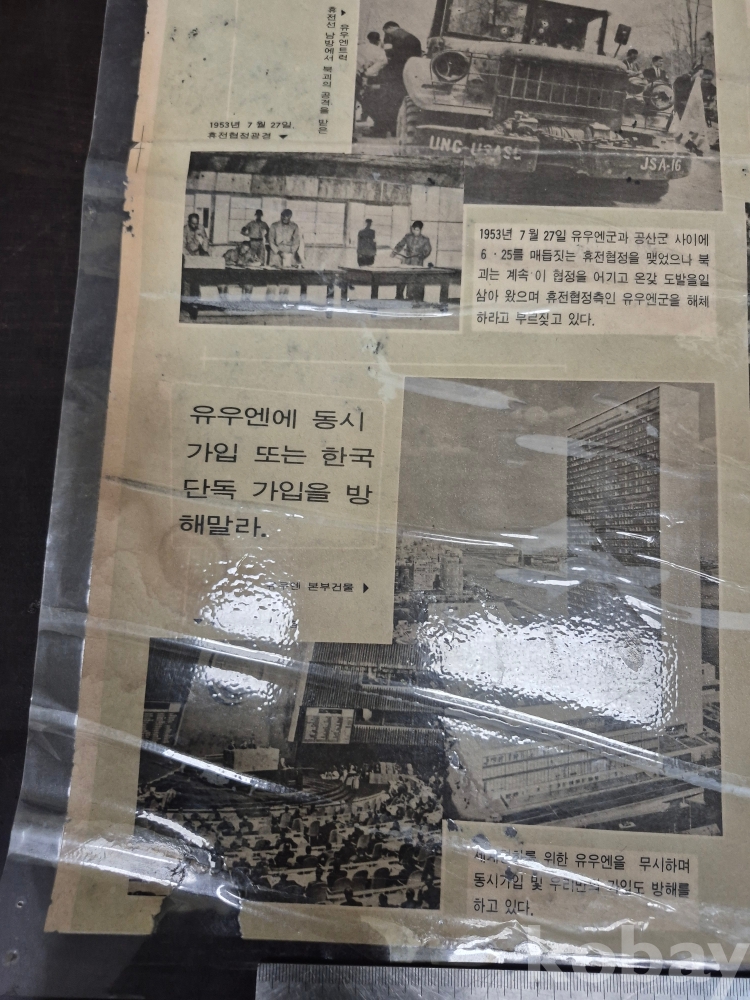 ▶ 유우엔트럭
휴전선 남방에서 북괴의 공격을 받은
1953년 7월 27일.
휴전협정광경 ▼
UNC-USASC
JSA-16
1953년 7월 27일 유우엔군과 공산군 사이에
6·25를 매듭짓는 휴전협정을 맺었으나 북
괴는 계속 이 협정을 어기고 온갖 도발을일
삼아 왔으며 휴전협정측인 유우엔군을 해체
하라고 부르짖고 있다.
유우엔에 동시
가입 또는 한국
단독 가입을 방
해말라.
본부건물 ▶
위한 유우엔을 무시하며
동시가입 및 우리만의 가입도 방해를
하고 있다.
kobay